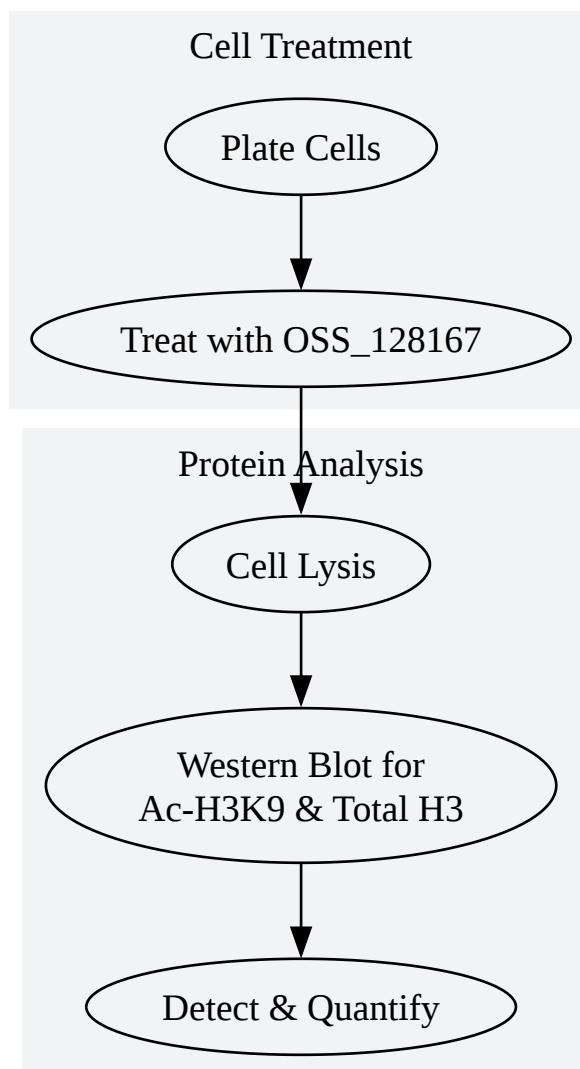 Cell Treatment
Plate Cells
Treat with OSS_128167
Protein Analysis
Cell Lysis
Western Blot for
Ac-H3K9 & Total H3
Detect & Quantify